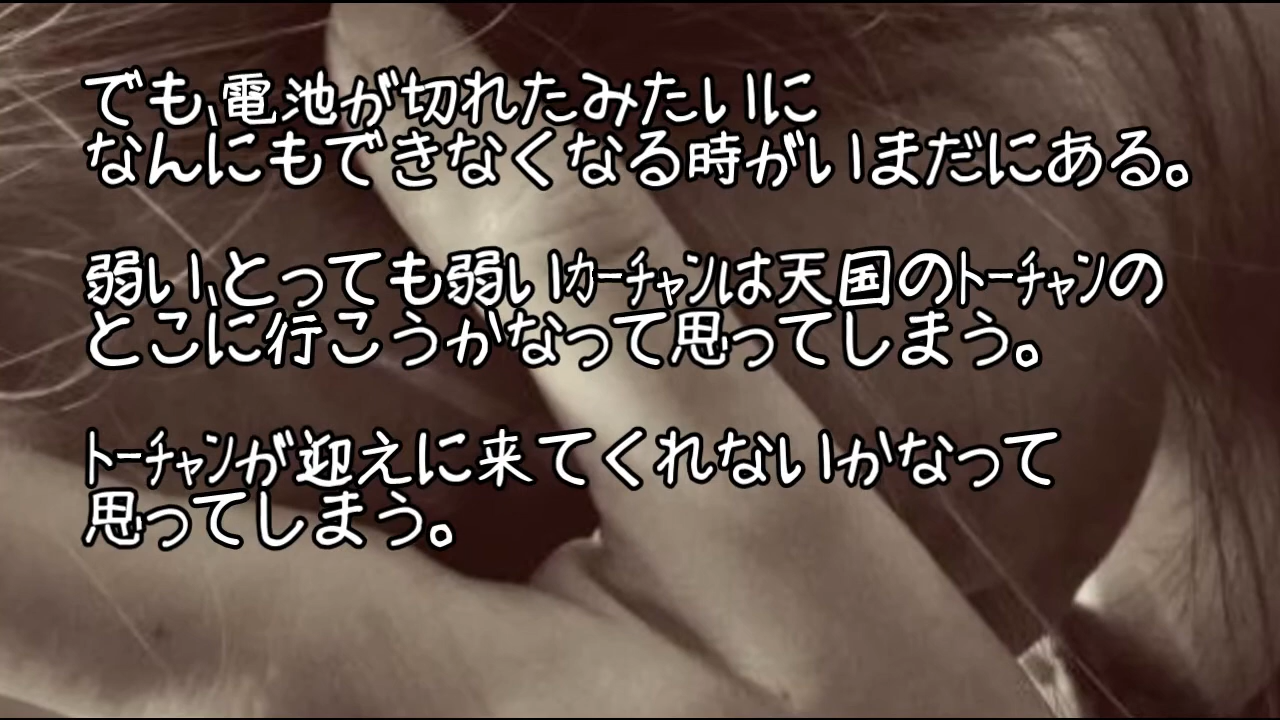 でも、電池が切れたみたいに
なんにもできなくなる時がいまだにある。
弱い、とっても弱いｶｰﾁｬﾝは天国のﾄｰﾁｬﾝの
とこに行こうかなって思ってしまう。
ﾄｰﾁｬﾝが迎えに来てくれないかなって
思ってしまう。